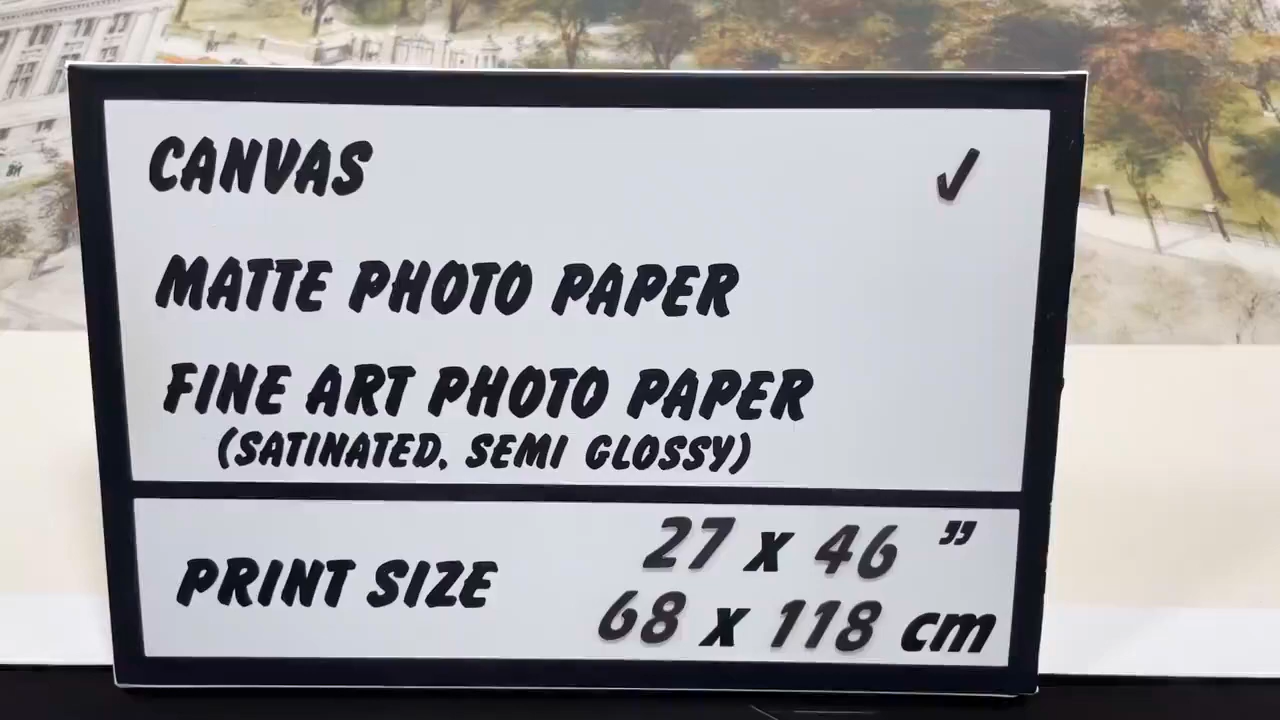 CANVAS ✓
MATTE PHOTO PAPER
FINE ART PHOTO PAPER
(SATINATED, SEMI GLOSSY)
PRINT SIZE
27 x 46 ”
68 x 118 cm